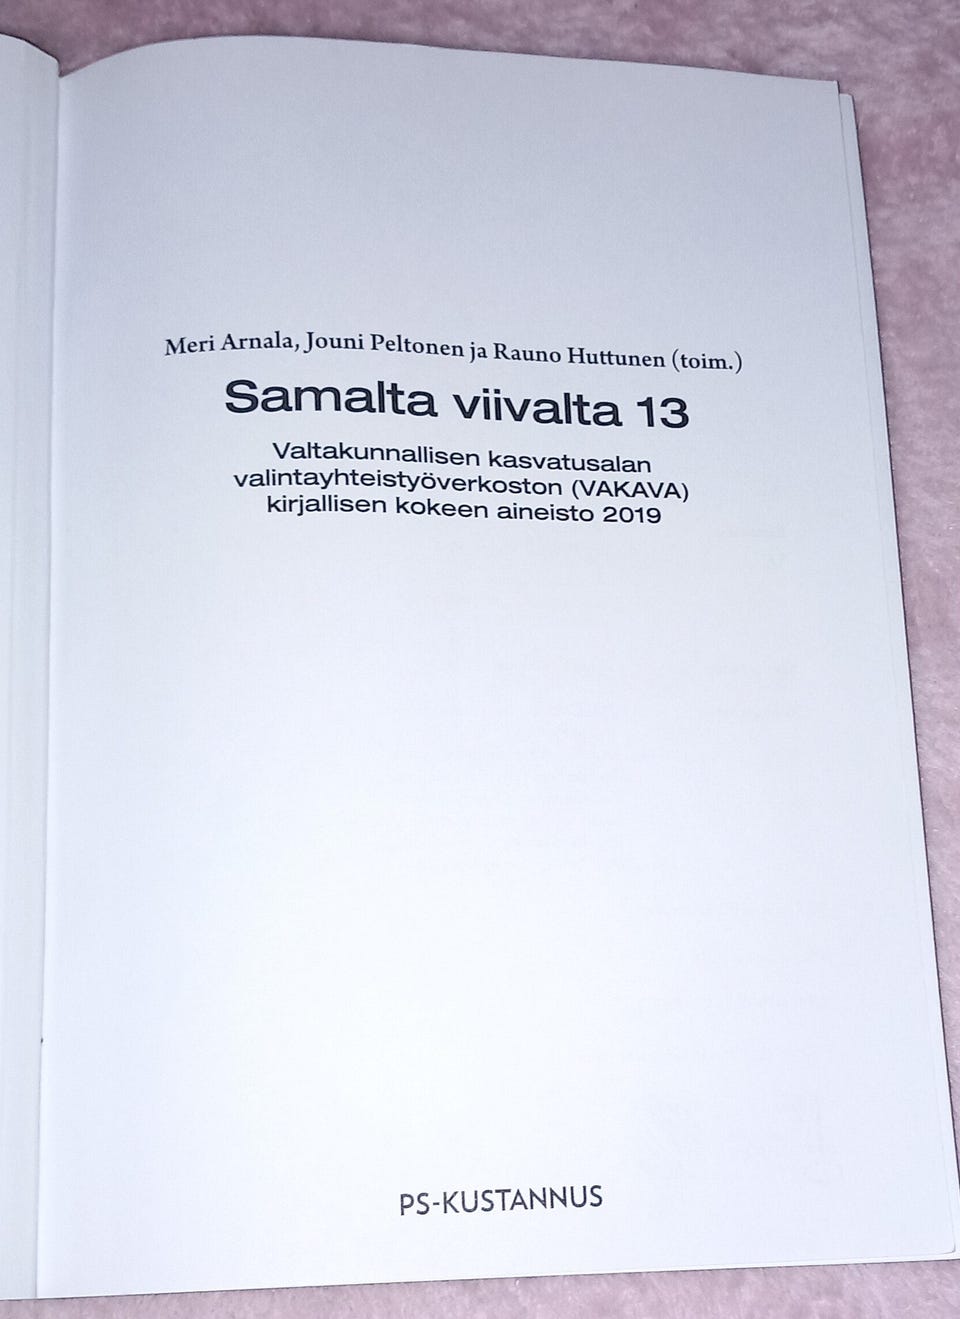 Meri Arnala, Jouni Peltonen ja Rauno Huttunen (toim.)
Samalta viivalta 13
Valtakunnallisen kasvatusalan
valintayhteistyöverkoston (VAKAVA)
kirjallisen kokeen aineisto 2019
PS-KUSTANNUS